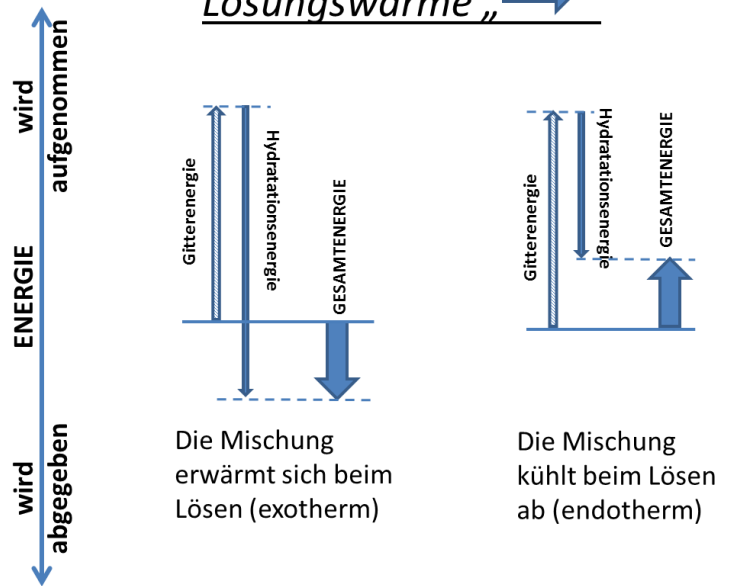 Lösungswärme „
wird
aufgenommen
ENERGIE
wird
abgegeben
Gitterenergie
Hydratationsenergie
GESAMTENERGIE
Die Mischung
erwärmt sich beim
Lösen (exotherm)
Gitterenergie
Hydratationsenergie
GESAMTENERGIE
Die Mischung
kühlt beim Lösen
ab (endotherm)